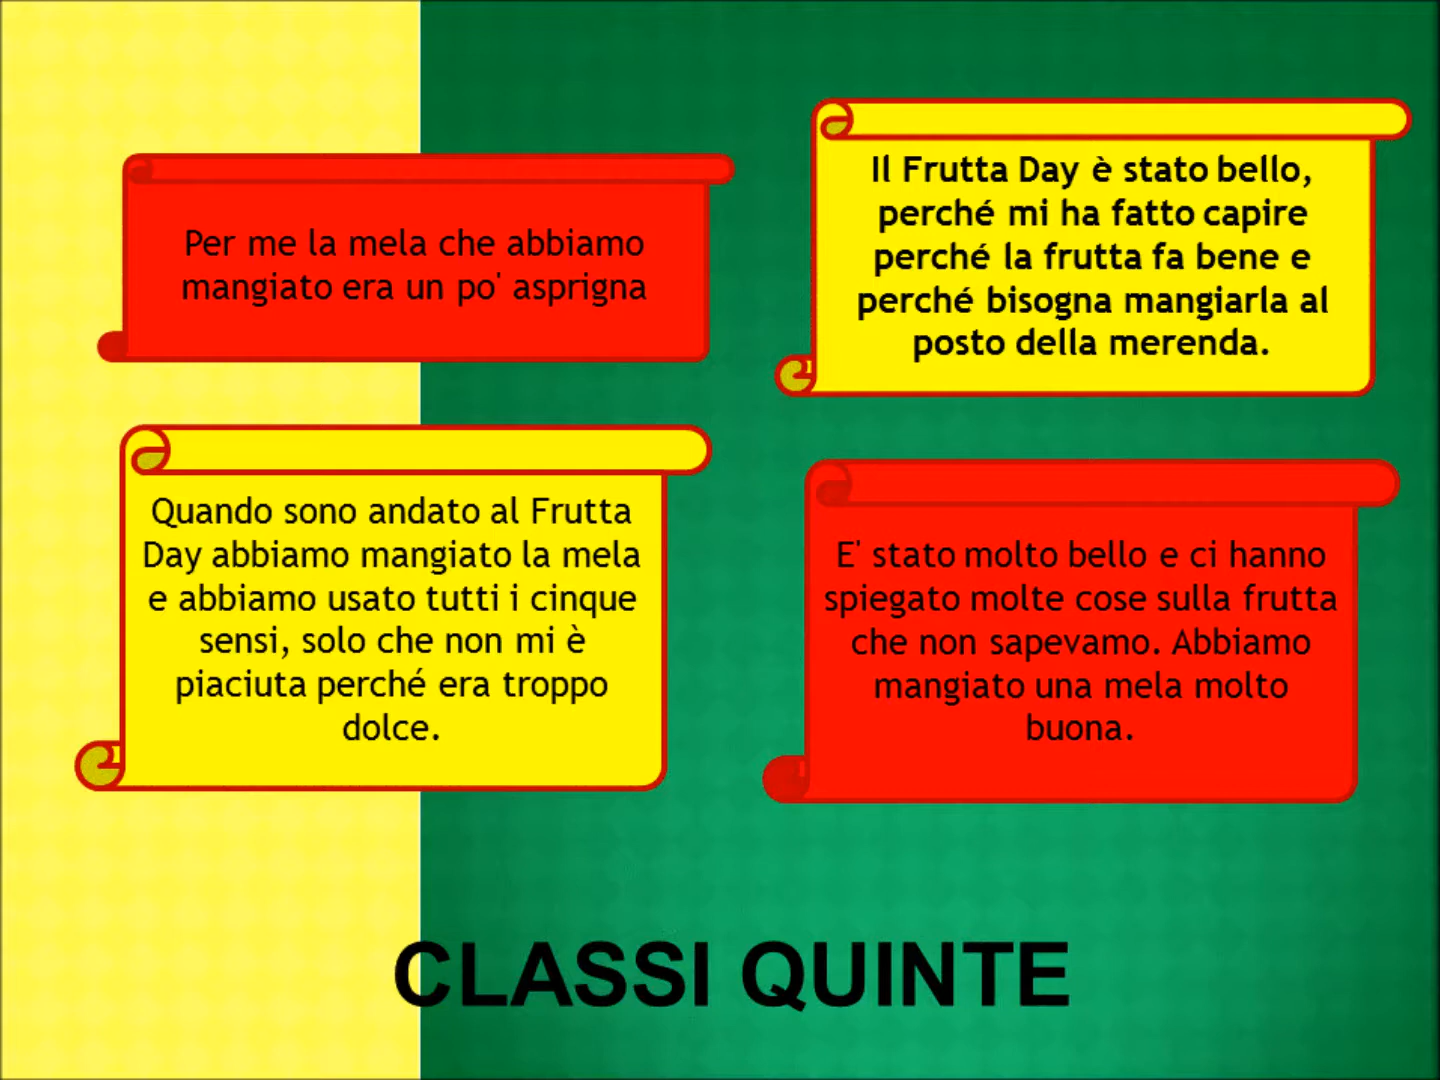 Per me la mela che abbiamo
mangiato era un po' asprigna
Il Frutta Day è stato bello,
perché mi ha fatto capire
perché la frutta fa bene e
perché bisogna mangiarla al
posto della merenda.
Quando sono andato al Frutta
Day abbiamo mangiato la mela
e abbiamo usato tutti i cinque
sensi, solo che non mi è
piaciuta perché era troppo
dolce.
E' stato molto bello e ci hanno
spiegato molte cose sulla frutta
che non sapevamo. Abbiamo
mangiato una mela molto
buona.
CLASSI QUINTE